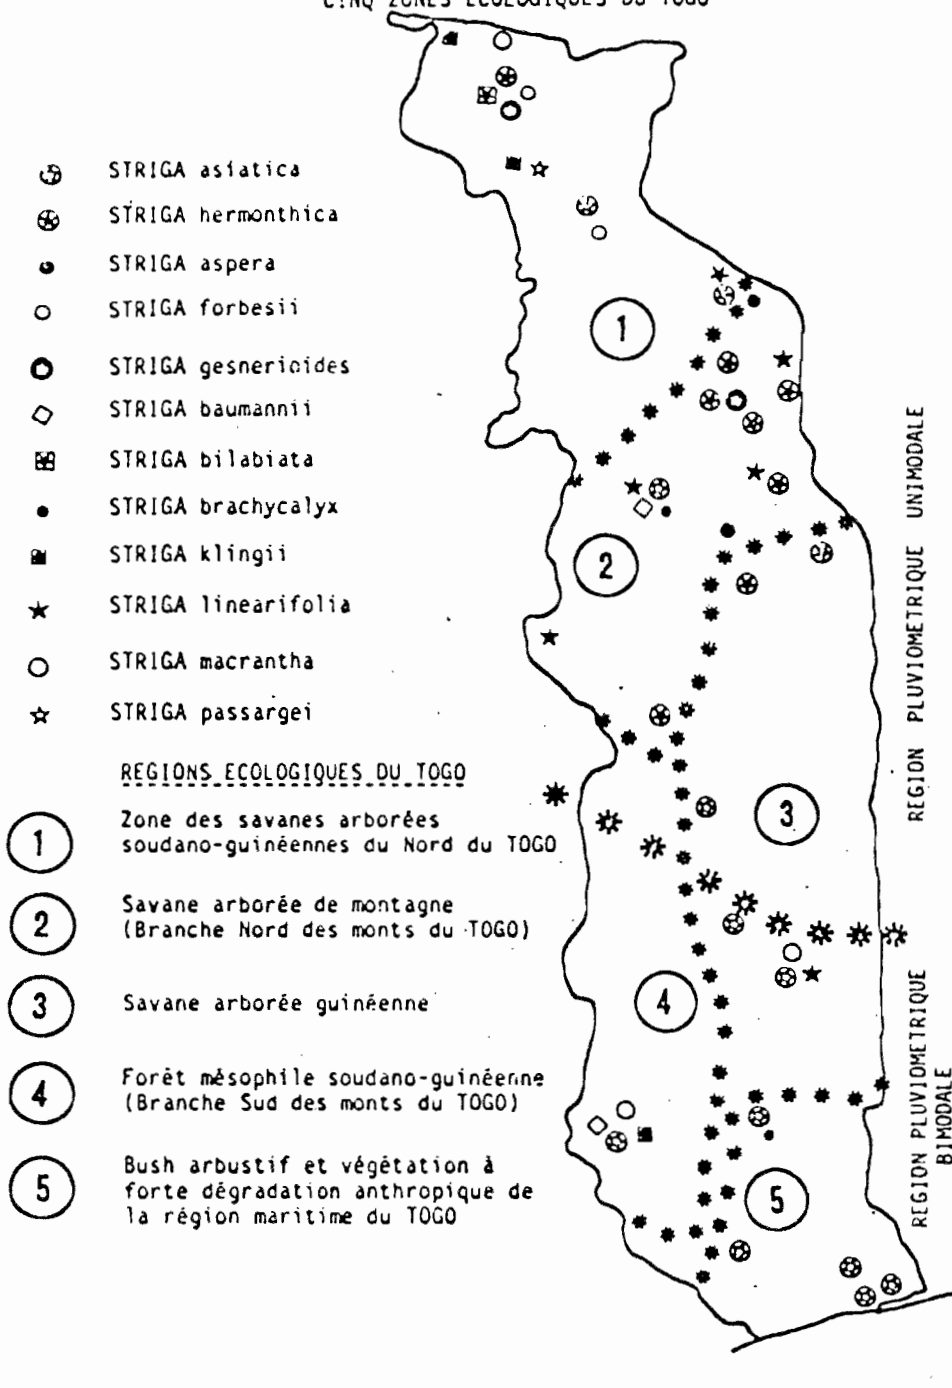 CINQ ZONES ECOLOGIQUES DU TOGO
STRIGA asiatica
STRIGA hermonthica
STRIGA aspera
STRIGA forbesii
STRIGA gesnerioides
STRIGA baumannii
STRIGA bilabiata
STRIGA brachycalyx
STRIGA klingii
STRIGA linearifolia
STRIGA macrantha
STRIGA passargei
REGIONS ECOLOGIQUES DU TOGO
1
Zone des savanes arborées
soudano-guinéennes du Nord du TOGO
2
Savane arborée de montagne
(Branche Nord des monts du TOGO)
3
Savane arborée guinéenne
4
Forêt mésophile soudano-guinéenne
(Branche Sud des monts du TOGO)
5
Bush arbustif et végétation à
forte dégradation anthropique de
la région maritime du TOGO
1
2
3
4
5
REGION PLUVIOMETRIQUE UNIMODALE
REGION PLUVIOMETRIQUE
BIMODALE